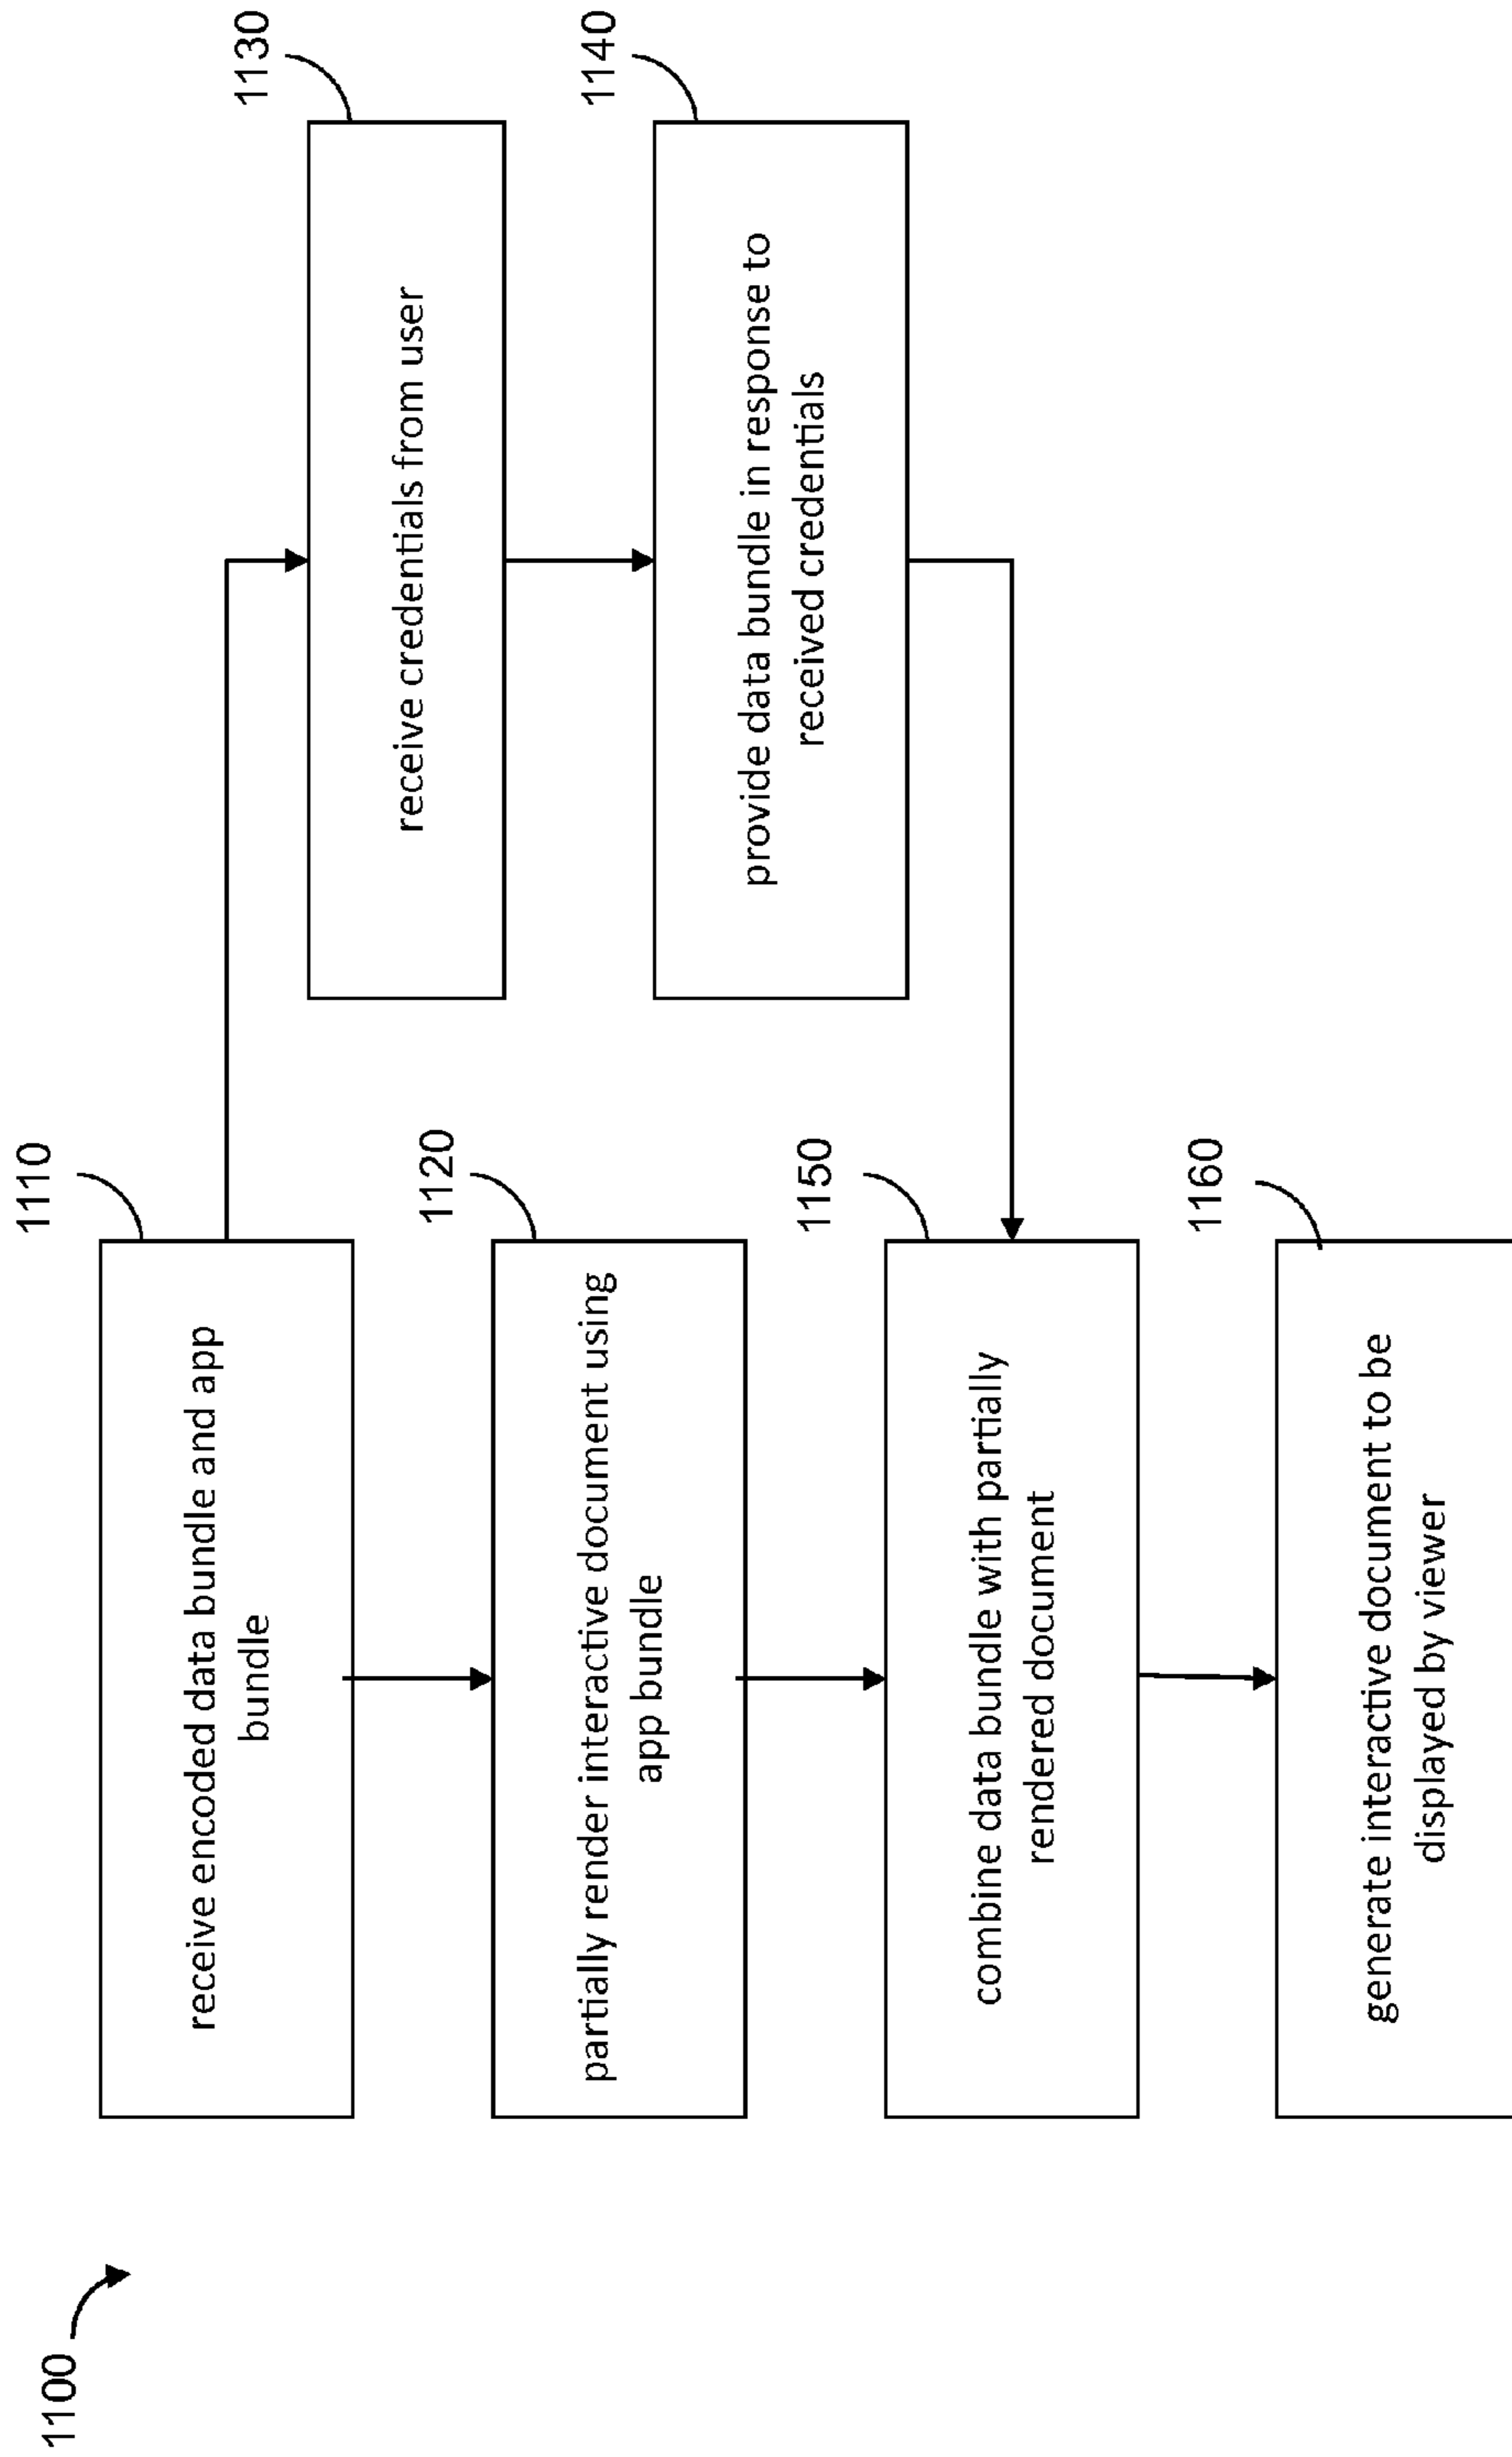 1100
1110
receive encoded data bundle and app
bundle
1120
partially render interactive document using
app bundle
1130
receive credentials from user
1140
provide data bundle in response to
received credentials
1150
combine data bundle with partially
rendered document
1160
generate interactive document to be
displayed by viewer